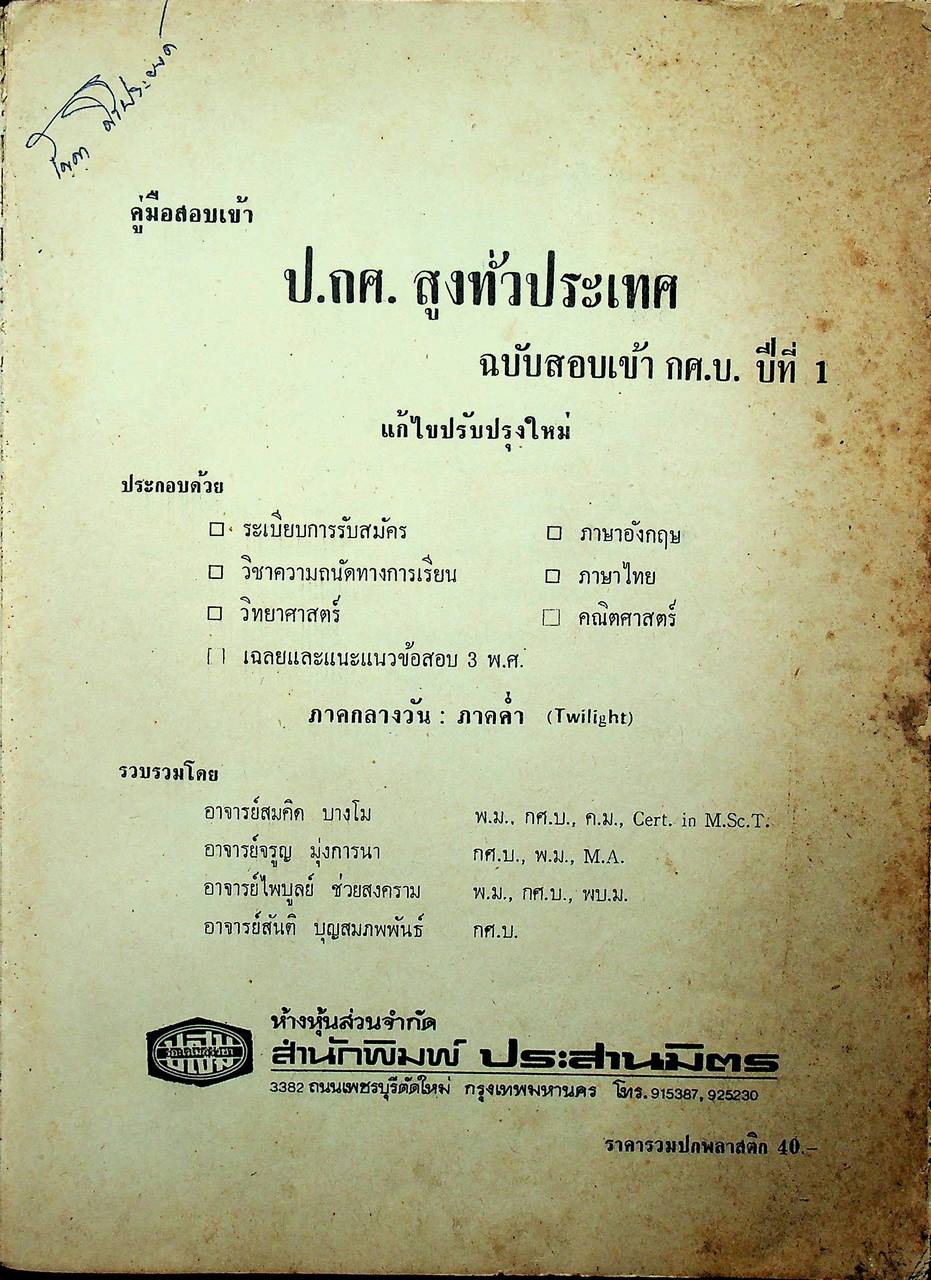 คู่มือสอบเข้า
ป.กศ. สูงทั่วประเทศ
ฉบับสอบเข้า กศ.บ. ปีที่ 1
แก้ไขปรับปรุงใหม่
ประกอบด้วย
ระเบียบการรับสมัคร ภาษาอังกฤษ
วิชาความถนัดทางการเรียน ภาษาไทย
วิทยาศาสตร์ คณิตศาสตร์
เฉลยและแนะแนวข้อสอบ 3 พ.ศ.
ภาคกลางวัน : ภาคค่ำ (Twilight)
รวบรวมโดย
อาจารย์สมคิด บางโม พ.ม., กศ.บ., ค.ม., Cert. in M.Sc.T.
อาจารย์จรูญ มุ่งการนา กศ.บ., พ.ม., M.A.
อาจารย์ไพบูลย์ ช่วยสงคราม พ.ม., กศ.บ., พบ.ม.
อาจารย์สันติ บุญสมภพพันธ์ กศ.บ.
ห้างหุ้นส่วนจำกัด
สำนักพิมพ์ ประสานมิตร
3382 ถนนเพชรบุรีตัดใหม่ กรุงเทพมหานคร โทร. 915387, 925230
ราคารวมปกพลาสติก 40.-